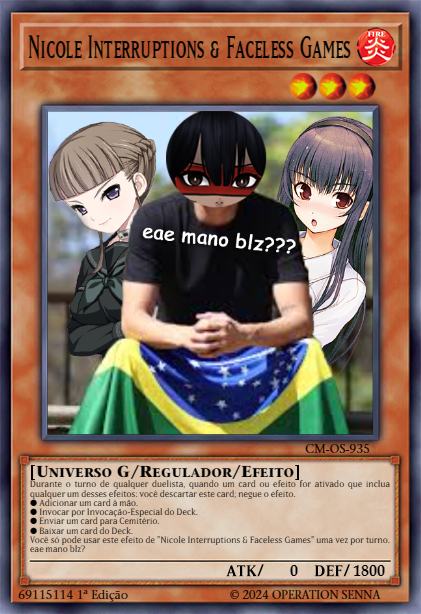 Nicole Interruptions & Faceless Games
FIRE
炎
eae mano blz???
CM-OS-935
[Universo G/Regulador/Efeito]
Durante o turno de qualquer duelista, quando um card ou efeito for ativado que inclua
qualquer um desses efeitos: você descartar este card; negue o efeito.
● Adicionar um card à mão.
● Invocar por Invocação-Especial do Deck.
● Enviar um card para Cemitério.
● Baixar um card do Deck.
Você só pode usar este efeito de "Nicole Interruptions & Faceless Games" uma vez por turno.
eae mano blz?
ATK/ 0 DEF/1800
69115114 1ª Edição ©2024 OPERATION SENNA